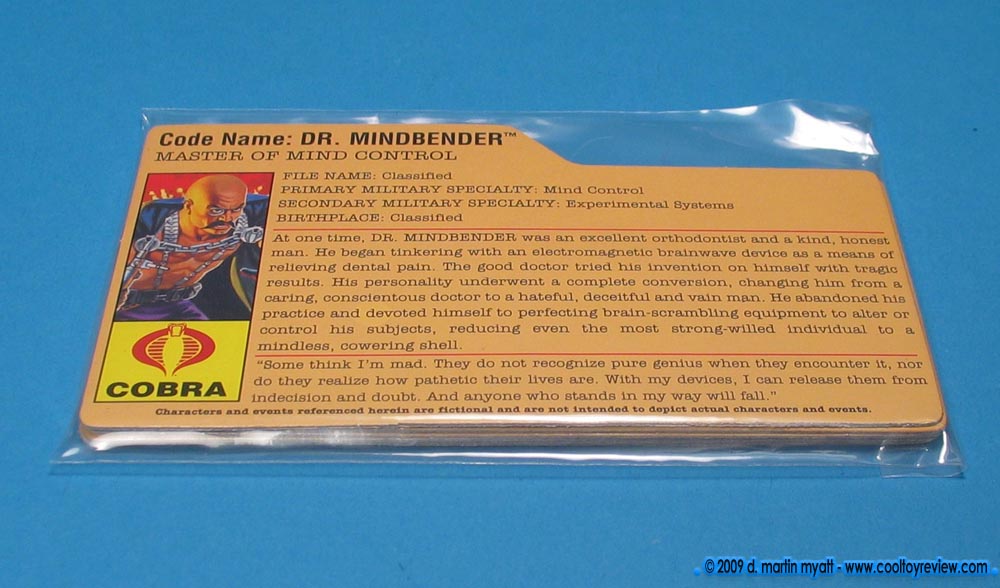 Code Name: DR. MINDBENDER™
MASTER OF MIND CONTROL
FILE NAME: Classified
PRIMARY MILITARY SPECIALTY: Mind Control
SECONDARY MILITARY SPECIALTY: Experimental Systems
BIRTHPLACE: Classified
At one time, DR. MINDBENDER was an excellent orthodontist and a kind, honest
man. He began tinkering with an electromagnetic brainwave device as a means of
relieving dental pain. The good doctor tried his invention on himself with tragic
results. His personality underwent a complete conversion, changing him from a
caring, conscientous doctor to a hateful, deceitful and vain man. He abandoned his
practice and devoted himself to perfecting brain-scrambling equipment to alter or
control his subjects, reducing even the most strong-willed individual to a
mindless, cowering shell.
“Some think I’m mad. They do not recognize pure genius when they encounter it, nor
do they realize how pathetic their lives are. With my devices, I can release them from
indecision and doubt. And anyone who stands in my way will fall.”
COBRA
Characters and events referenced herein are fictional and are not intended to depict actual characters and events.
© 2009 d. martin myatt - www.cooltoyreview.com